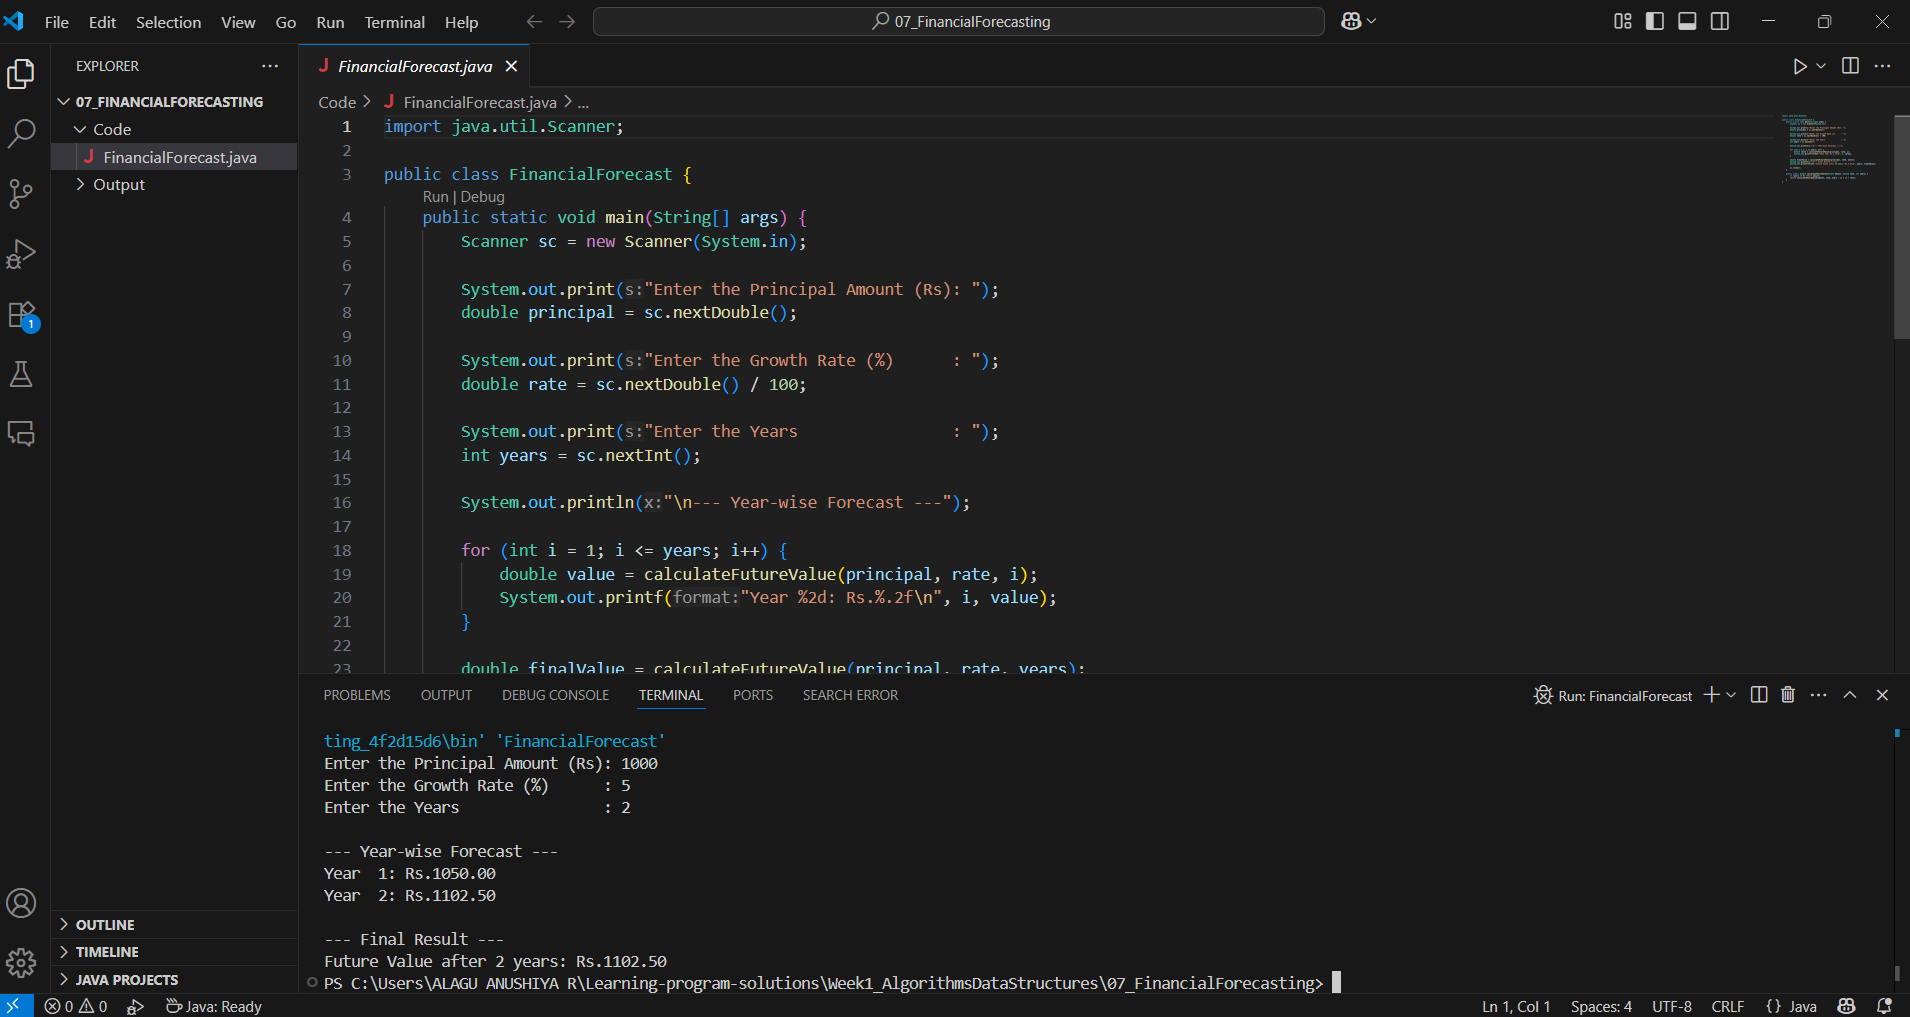 File Edit Selection View Go Run Terminal Help
07_FinancialForecasting
EXPLORER
07_FINANCIALFORECASTING
Code
J FinancialForecast.java
Output
OUTLINE
TIMELINE
JAVA PROJECTS
1
J FinancialForecast.java
Code > J FinancialForecast.java > ...
1 import java.util.Scanner;
2
3 public class FinancialForecast {
Run | Debug
4 public static void main(String[] args) {
5 Scanner sc = new Scanner(System.in);
6
7 System.out.print(s:"Enter the Principal Amount (Rs): ");
8 double principal = sc.nextDouble();
9
10 System.out.print(s:"Enter the Growth Rate (%)      : ");
11 double rate = sc.nextDouble() / 100;
12
13 System.out.print(s:"Enter the Years                : ");
14 int years = sc.nextInt();
15
16 System.out.println(x:"\n--- Year-wise Forecast ---");
17
18 for (int i = 1; i <= years; i++) {
19 double value = calculateFutureValue(principal, rate, i);
20 System.out.printf(format:"Year %2d: Rs.%.2f\n", i, value);
21 }
22
23 double finalValue = calculateFutureValue(principal, rate, years);
PROBLEMS OUTPUT DEBUG CONSOLE TERMINAL PORTS SEARCH ERROR
Run: FinancialForecast
ting_4f2d15d6\bin' 'FinancialForecast'
Enter the Principal Amount (Rs): 1000
Enter the Growth Rate (%)      : 5
Enter the Years                : 2
--- Year-wise Forecast ---
Year  1: Rs.1050.00
Year  2: Rs.1102.50
--- Final Result ---
Future Value after 2 years: Rs.1102.50
PS C:\Users\ALAGU ANUSHIYA R\Learning-program-solutions\Week1_AlgorithmsDataStructures\07_FinancialForecasting>
0 0 Java: Ready
Ln 1, Col 1 Spaces: 4 UTF-8 CRLF {} Java